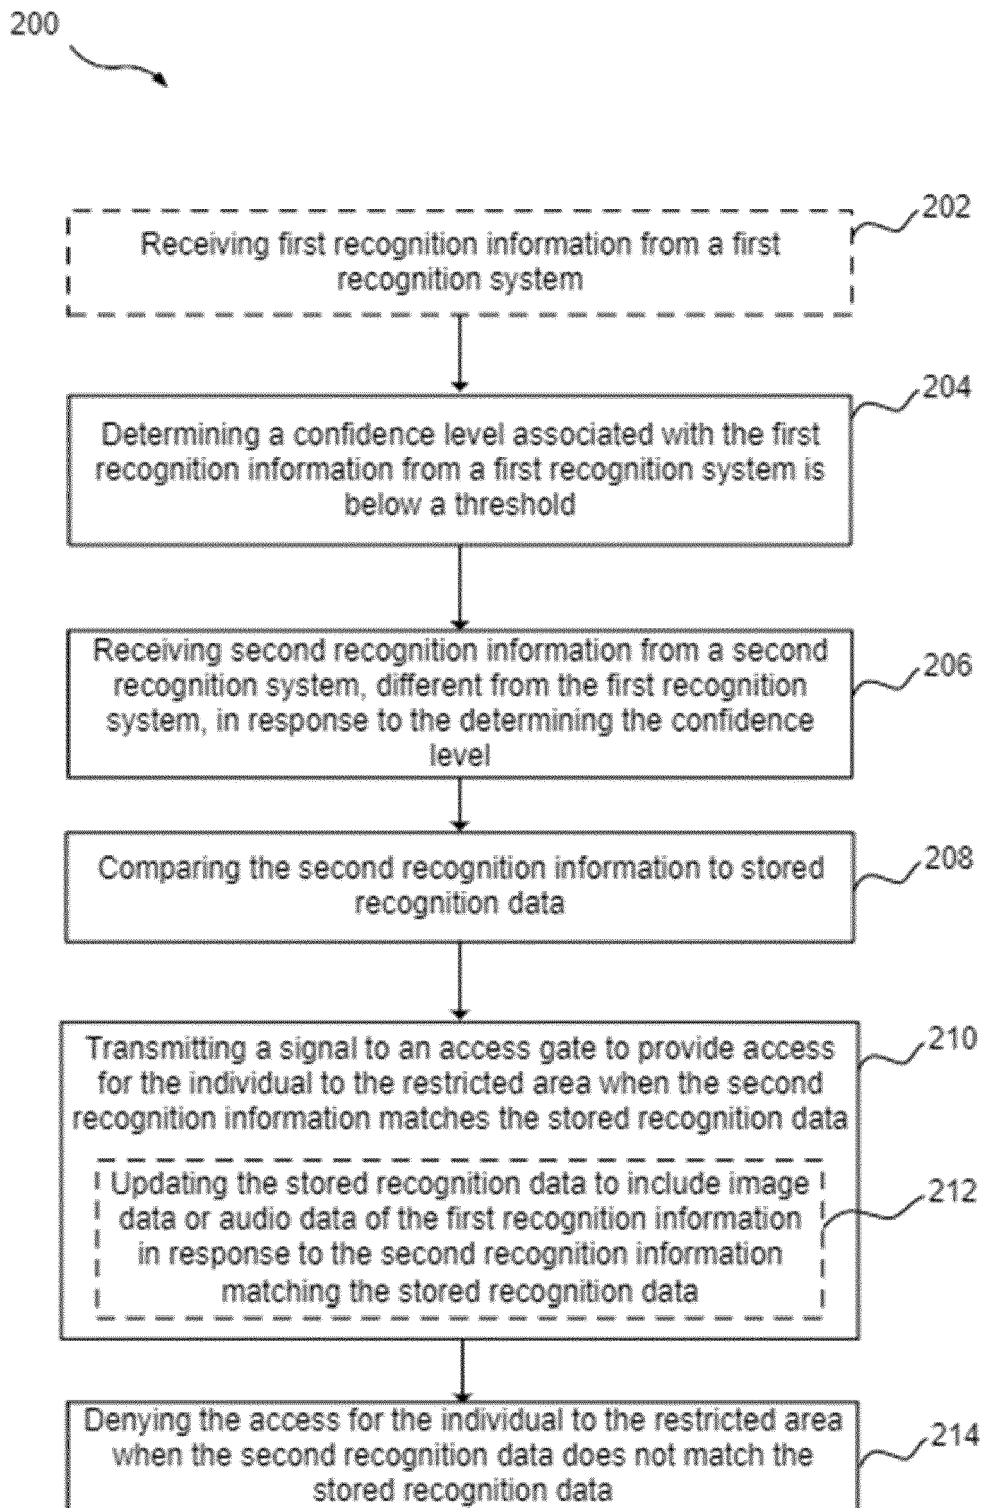 200
202
Receiving first recognition information from a first
recognition system
204
Determining a confidence level associated with the first
recognition information from a first recognition system is
below a threshold
206
Receiving second recognition information from a second
recognition system, different from the first recognition
system, in response to the determining the confidence
level
208
Comparing the second recognition information to stored
recognition data
210
Transmitting a signal to an access gate to provide access
for the individual to the restricted area when the second
recognition information matches the stored recognition data
212
Updating the stored recognition data to include image
data or audio data of the first recognition information
in response to the second recognition information
matching the stored recognition data
214
Denying the access for the individual to the restricted area
when the second recognition data does not match the
stored recognition data